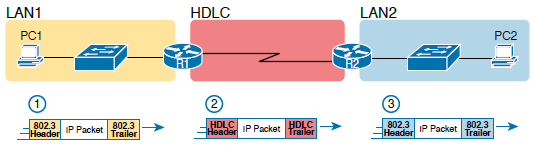 LAN1 HDLC LAN2
PC1 PC2
R1 R2
1 2 3
802.3 Header IP Packet 802.3 Trailer
HDLC Header IP Packet HDLC Trailer
802.3 Header IP Packet 802.3 Trailer